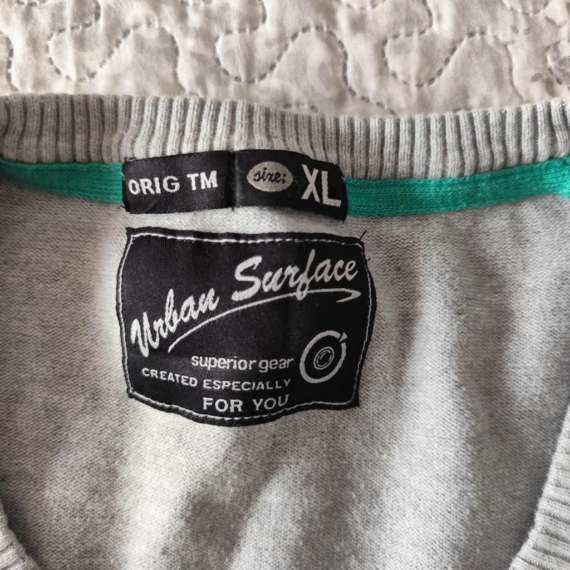 ORIG TM size: XL
Urban Surface
superior gear
CREATED ESPECIALLY
FOR YOU